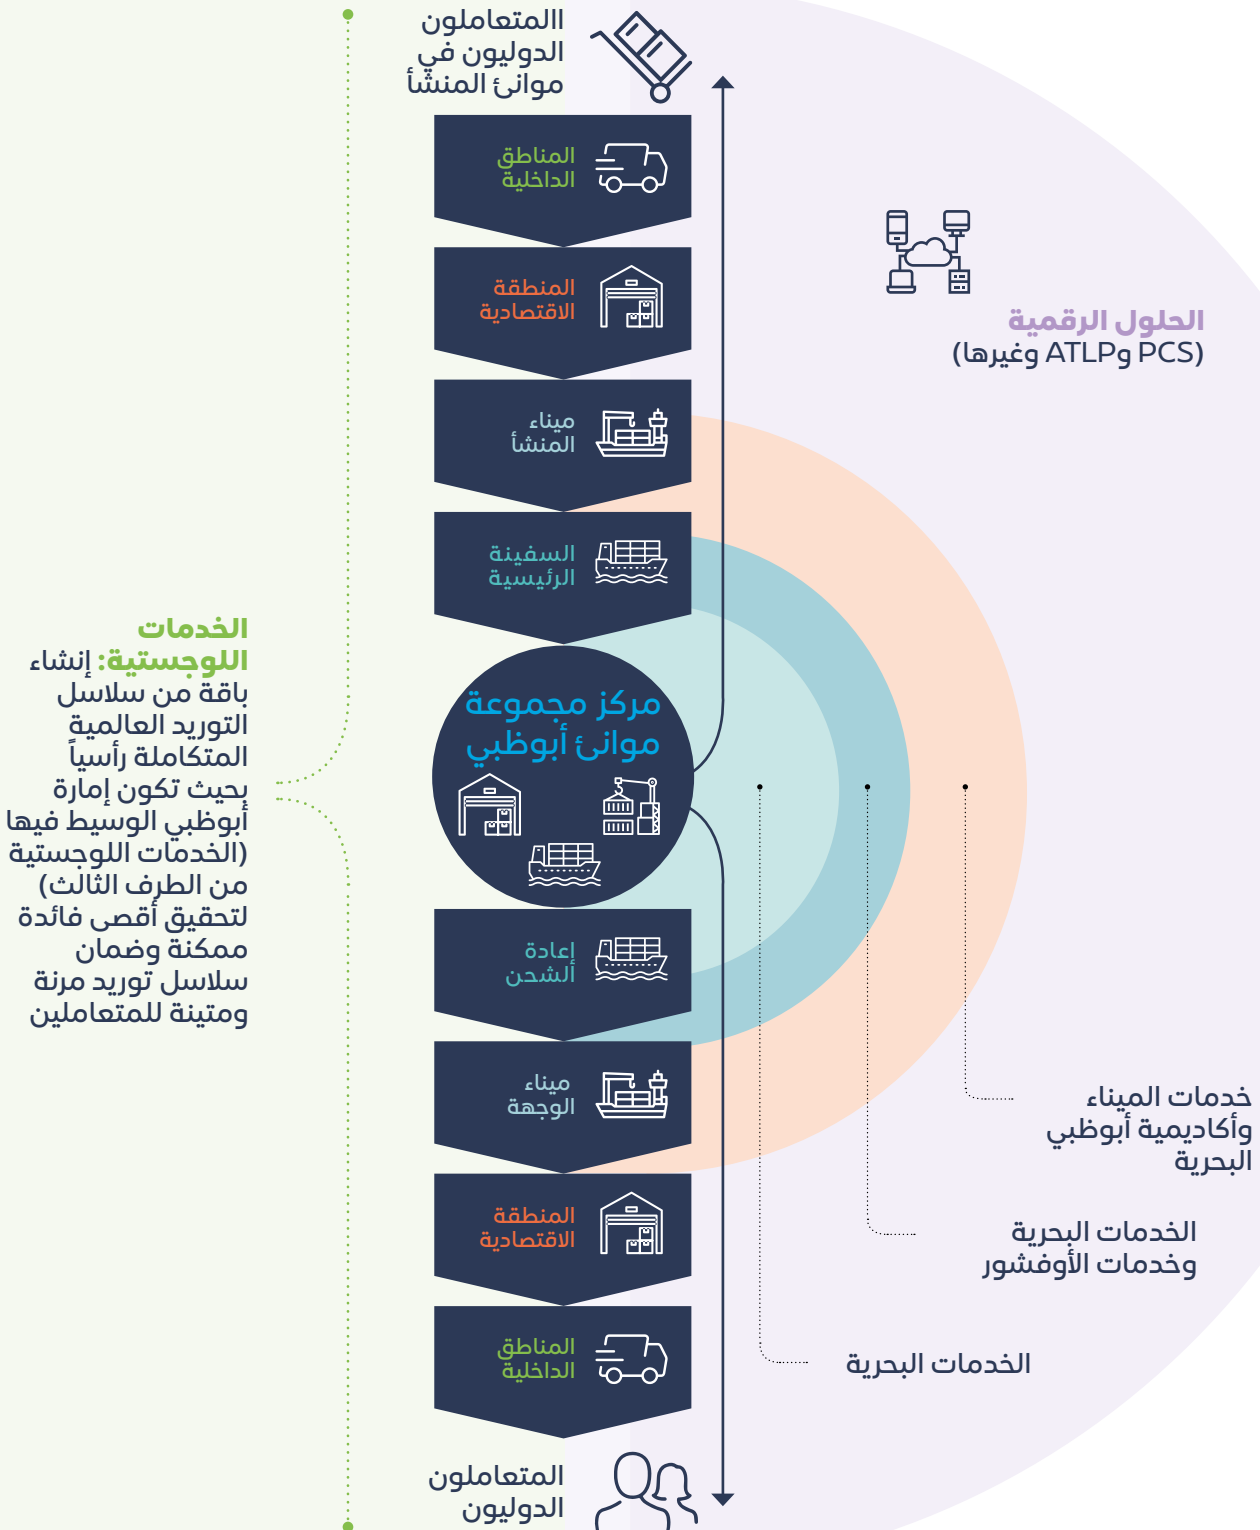 االمتعاملون
الدوليون في
موانئ المنشأ
المناطق
الداخلية
المنطقة
الاقتصادية
ميناء
المنشأ
السفينة
الرئيسية
مركز مجموعة
موانئ أبوظبي
إعادة
الشحن
ميناء
الوجهة
المنطقة
الاقتصادية
المناطق
الداخلية
المتعاملون
الدوليون
الحلول الرقمية
(PCS وATLP وغيرها)
خدمات الميناء
وأكاديمية أبوظبي
البحرية
الخدمات البحرية
وخدمات الأوفشور
الخدمات البحرية
الخدمات
اللوجستية: إنشاء
باقة من سلاسل
التوريد العالمية
المتكاملة رأسياً
بحيث تكون إمارة
أبوظبي الوسيط فيها
(الخدمات اللوجستية
من الطرف الثالث)
لتحقيق أقصى فائدة
ممكنة وضمان
سلاسل توريد مرنة
ومتينة للمتعاملين